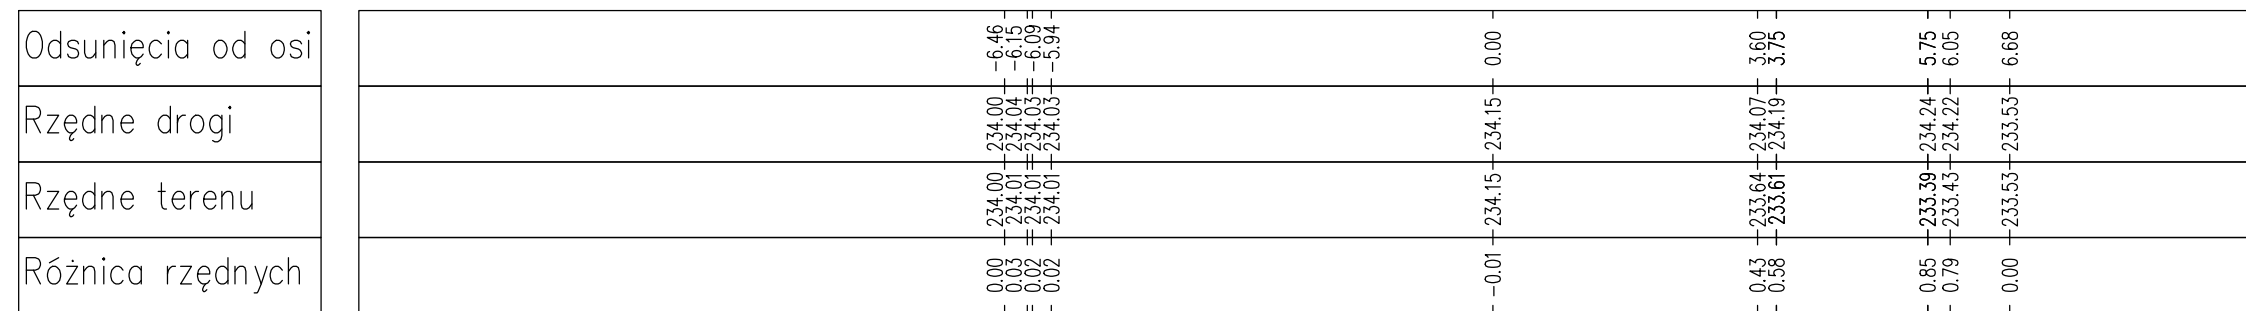 Odsunięcia od osi -6.46 -6.15 -6.09 -5.94 0.00 3.60 3.75 5.75 6.05 6.68
Rzędne drogi 234.00 234.04 234.03 234.03 234.15 234.07 234.19 234.24 234.22 233.53
Rzędne terenu 234.00 234.01 234.01 234.01 234.15 233.64 233.61 233.39 233.43 233.53
Różnica rzędnych 0.00 0.03 0.02 0.02 -0.01 0.43 0.58 0.85 0.79 0.00